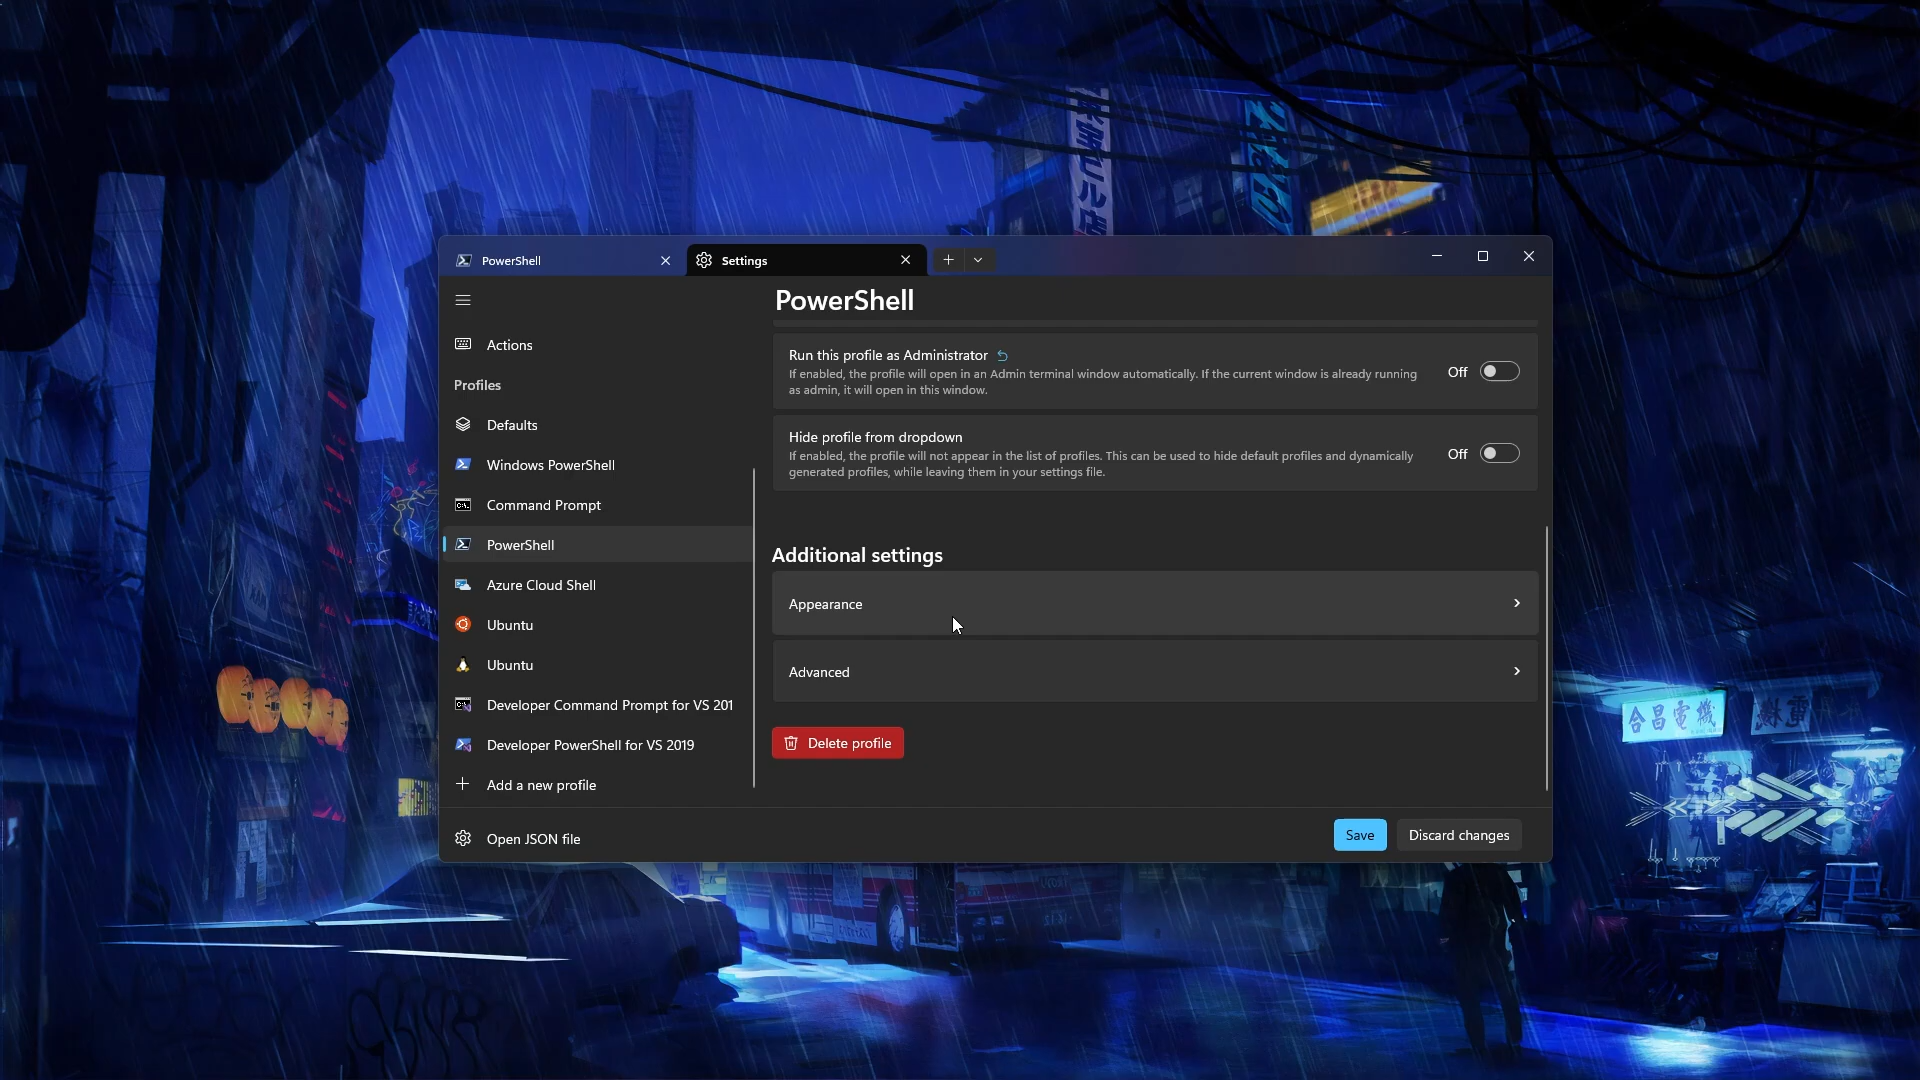 PowerShell
Settings
PowerShell
Actions
Profiles
Defaults
Windows PowerShell
Command Prompt
PowerShell
Azure Cloud Shell
Ubuntu
Ubuntu
Developer Command Prompt for VS 201
Developer PowerShell for VS 2019
Add a new profile
Open JSON file
Run this profile as Administrator
If enabled, the profile will open in an Admin terminal window automatically. If the current window is already running
as admin, it will open in this window.
Off
Hide profile from dropdown
If enabled, the profile will not appear in the list of profiles. This can be used to hide default profiles and dynamically
generated profiles, while leaving them in your settings file.
Off
Additional settings
Appearance
Advanced
Delete profile
Save
Discard changes
合昌電機